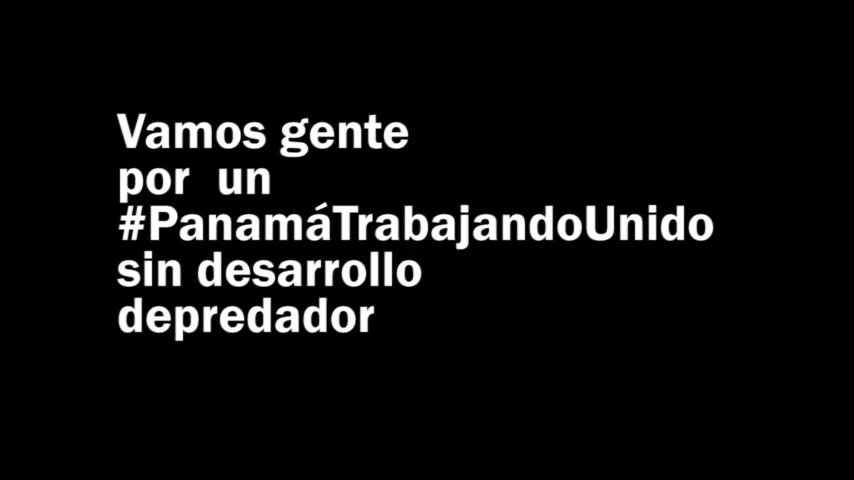 Vamos gente
por un
#PanamáTrabajandoUnido
sin desarrollo
depredador